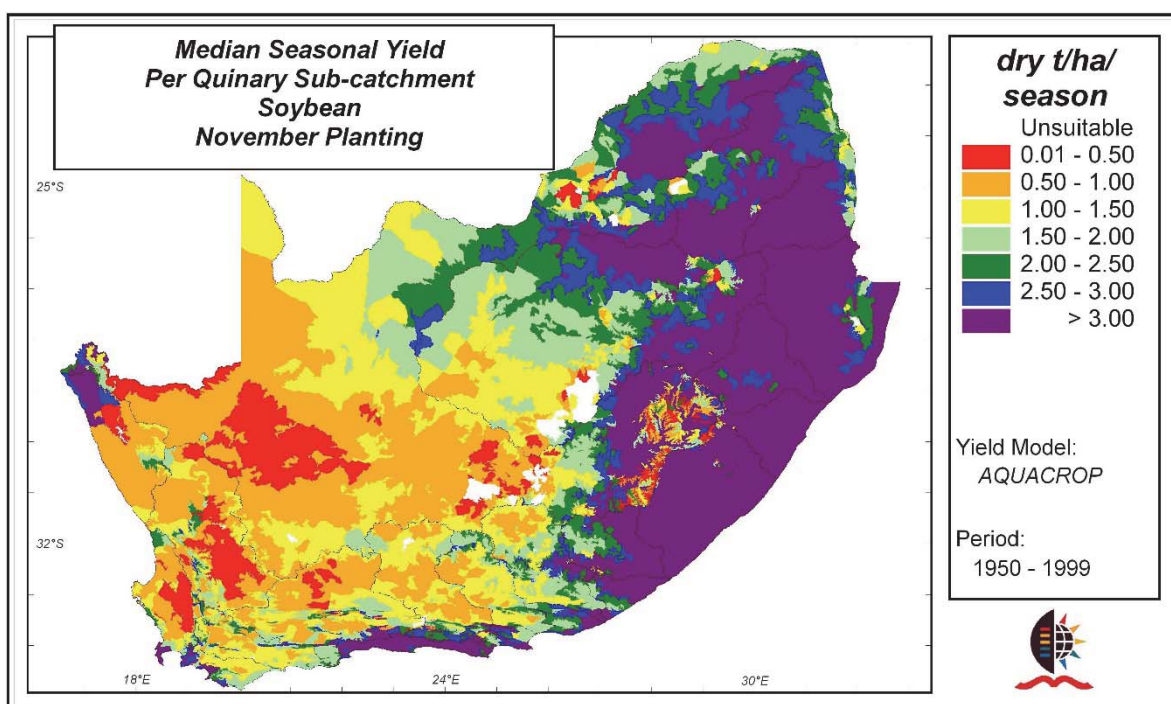 Median Seasonal Yield
Per Quinary Sub-catchment
Soybean
November Planting
dry t/ha/
season
Unsuitable
0.01 - 0.50
0.50 - 1.00
1.00 - 1.50
1.50 - 2.00
2.00 - 2.50
2.50 - 3.00
> 3.00
Yield Model:
AQUACROP
Period:
1950 - 1999
25°S
32°S
18°E
24°E
30°E